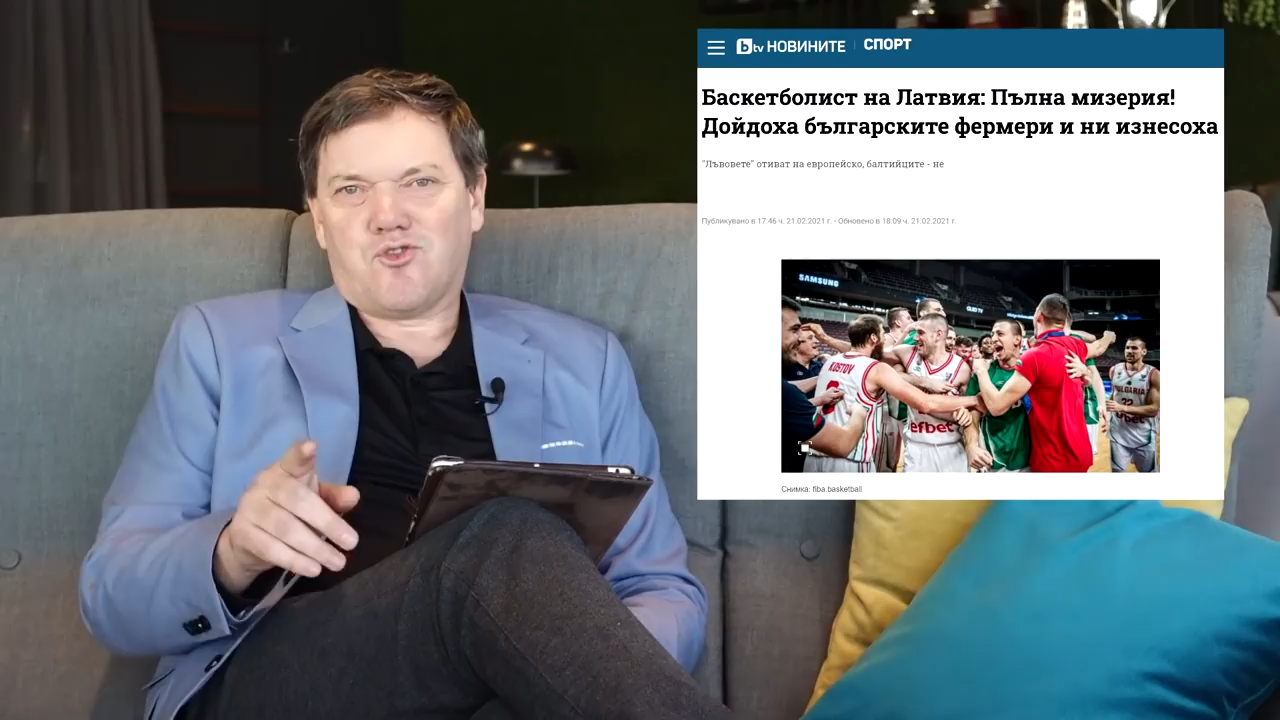 btv НОВИНИТЕ | СПОРТ
Баскетболист на Латвия: Пълна мизерия!
Дойдоха българските фермери и ни изнесоха
"Лъвовете" отиват на европейско, балтийците - не
Публикувано в 17:46 ч. 21.02.2021 г. - Обновено в 18:09 ч. 21.02.2021 г.
SAMSUNG
KOSTOV
BULGARIA
22
efbet
Снимка: fiba.basketball